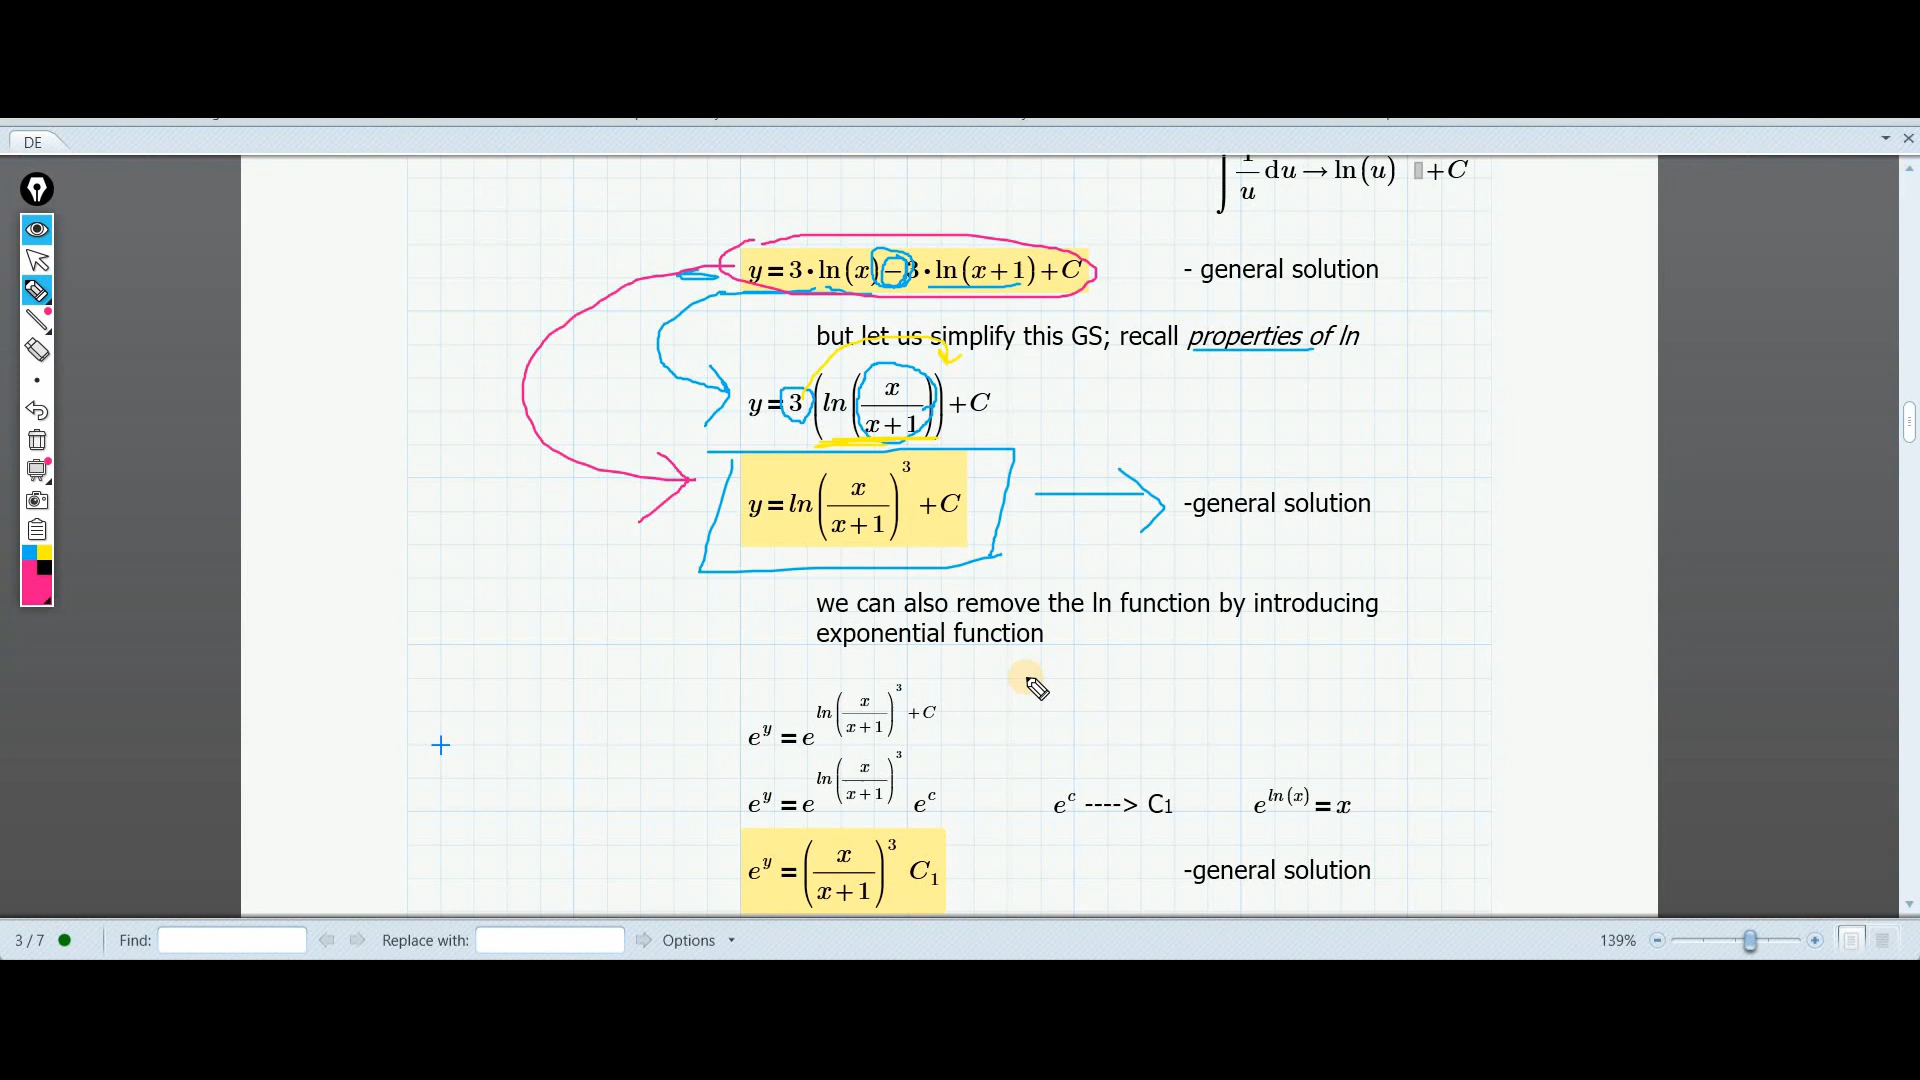 DE
∫ 1/u du → ln(u) +C
y = 3·ln(x) − 3·ln(x+1) + C - general solution
but let us simplify this GS; recall properties of ln
y = 3 (ln(x/(x+1))) + C
y = ln(x/(x+1))³ + C -general solution
we can also remove the ln function by introducing
exponential function
e^y = e^(ln(x/(x+1))³ + C)
e^y = e^(ln(x/(x+1))³) e^c e^c ----> C1 e^(ln(x)) = x
e^y = (x/(x+1))³ C₁ -general solution
3 / 7 Find: Replace with: Options 139%